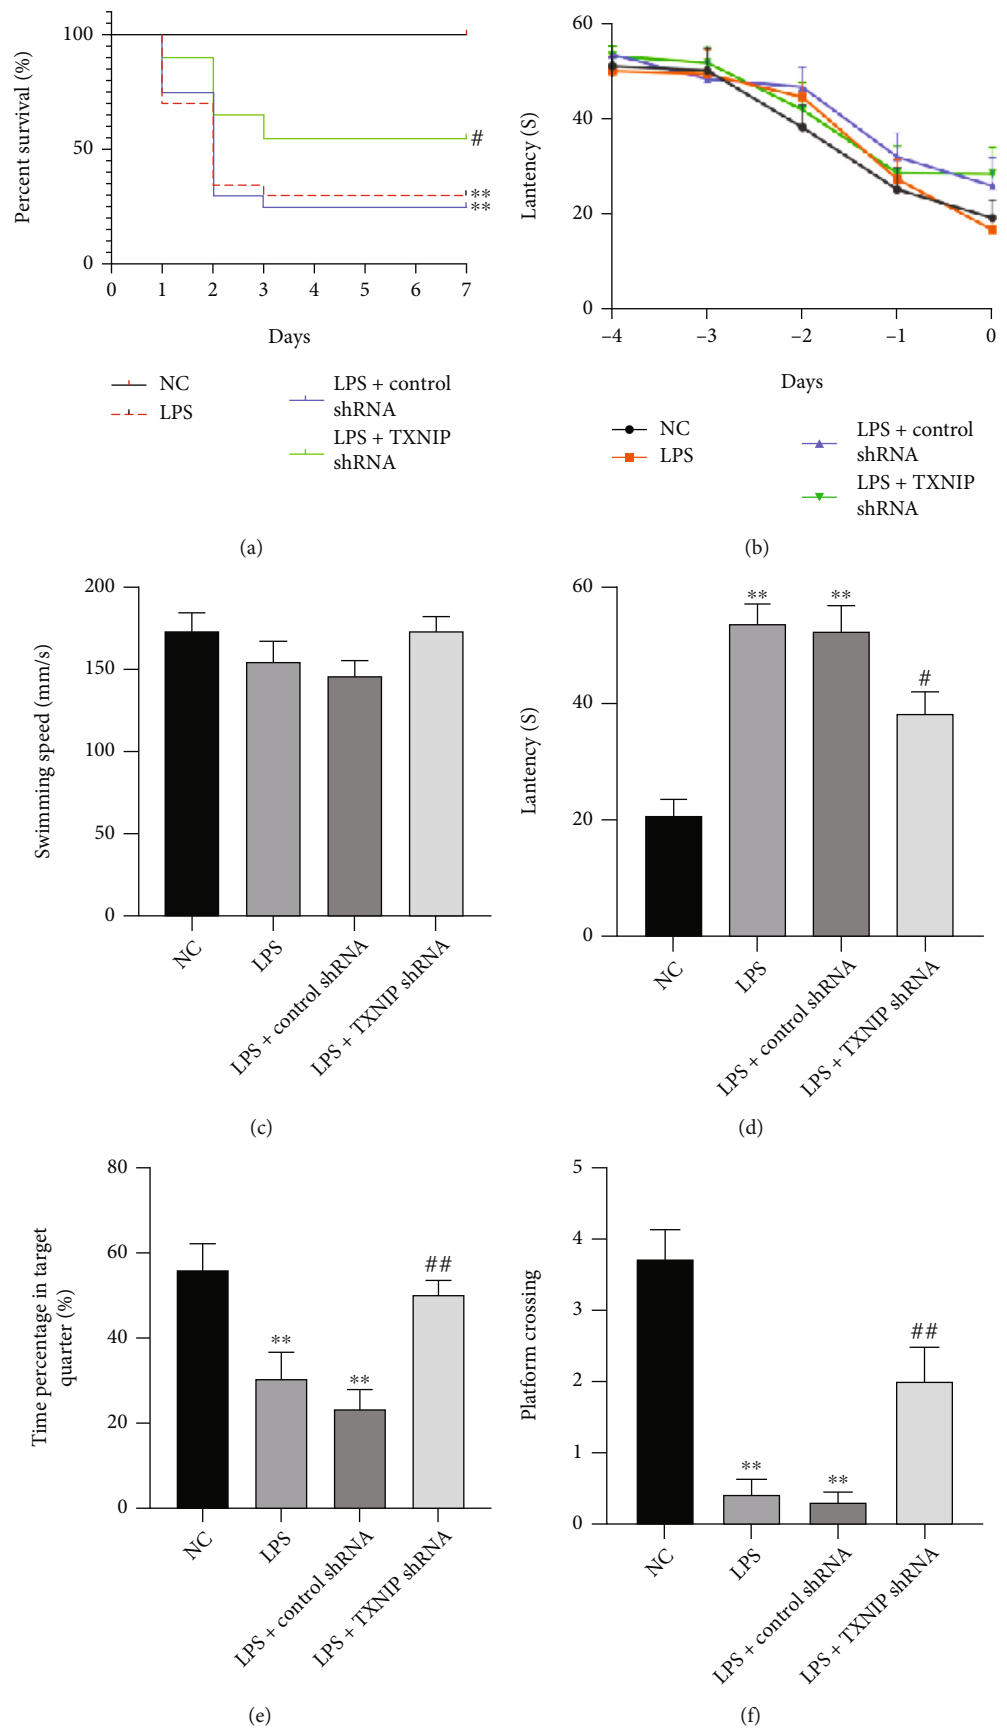 Percent survival (%)
100
50
0
0 1 2 3 4 5 6 7
#
**
**
Days
NC
LPS
LPS + control
shRNA
LPS + TXNIP
shRNA
(a)
Lantency (S)
60
40
20
0
–4 –3 –2 –1 0
Days
NC
LPS
LPS + control
shRNA
LPS + TXNIP
shRNA
(b)
Swimming speed (mm/s)
200
150
100
50
0
NC
LPS
LPS + control shRNA
LPS + TXNIP shRNA
(c)
Lantency (S)
60
40
20
0
**
**
#
NC
LPS
LPS + control shRNA
LPS + TXNIP shRNA
(d)
Time percentage in target
quarter (%)
80
60
40
20
0
**
**
##
NC
LPS
LPS + control shRNA
LPS + TXNIP shRNA
(e)
Platform crossing
5
4
3
2
1
0
**
**
##
NC
LPS
LPS + control shRNA
LPS + TXNIP shRNA
(f)